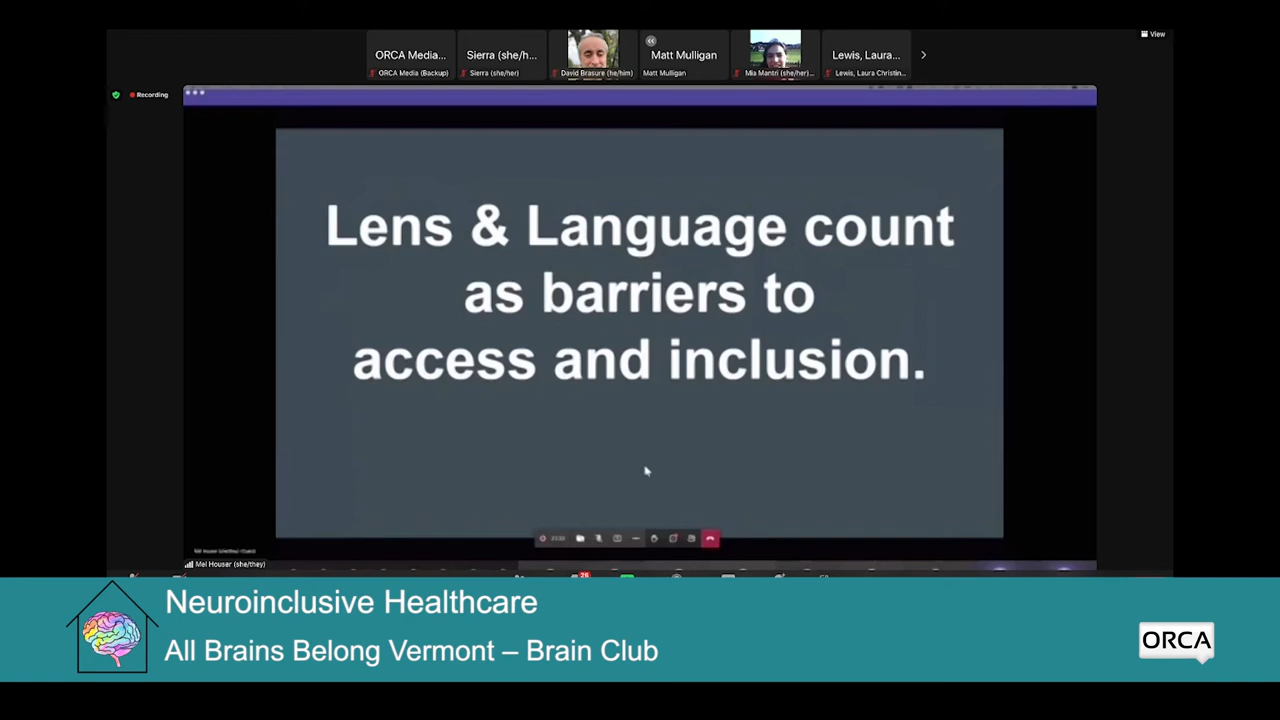 View
ORCA Media...
Sierra (she/h...
Matt Mulligan
Lewis, Laura...
ORCA Media (Backup)
Sierra (she/her)
David Brasure (he/him)
Matt Mulligan
Mia Mantri (she/her)...
Lewis, Laura Christin...
Recording
Lens & Language count
as barriers to
access and inclusion.
Mel Houser (she/they)
26
Neuroinclusive Healthcare
All Brains Belong Vermont – Brain Club
ORCA